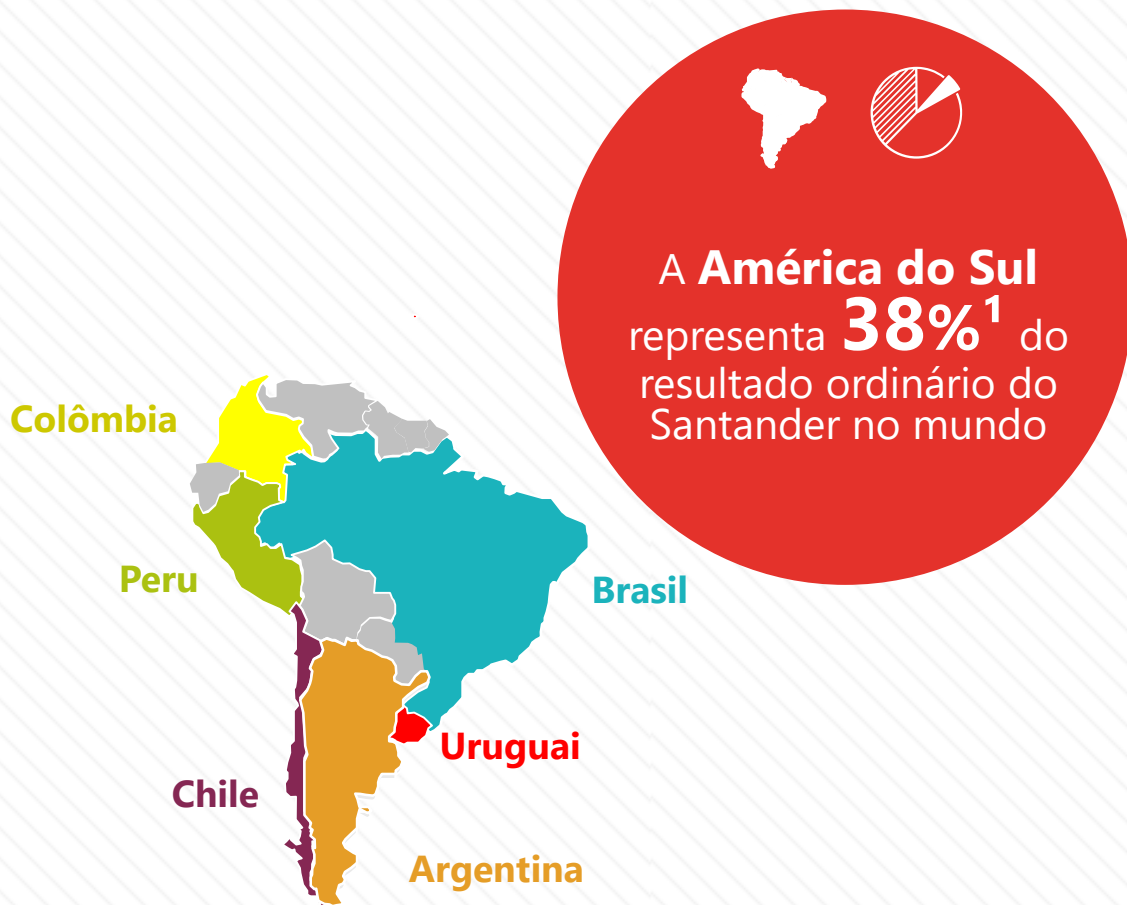 A América do Sul
representa 38%¹ do
resultado ordinário do
Santander no mundo
Colômbia
Peru
Brasil
Uruguai
Chile
Argentina